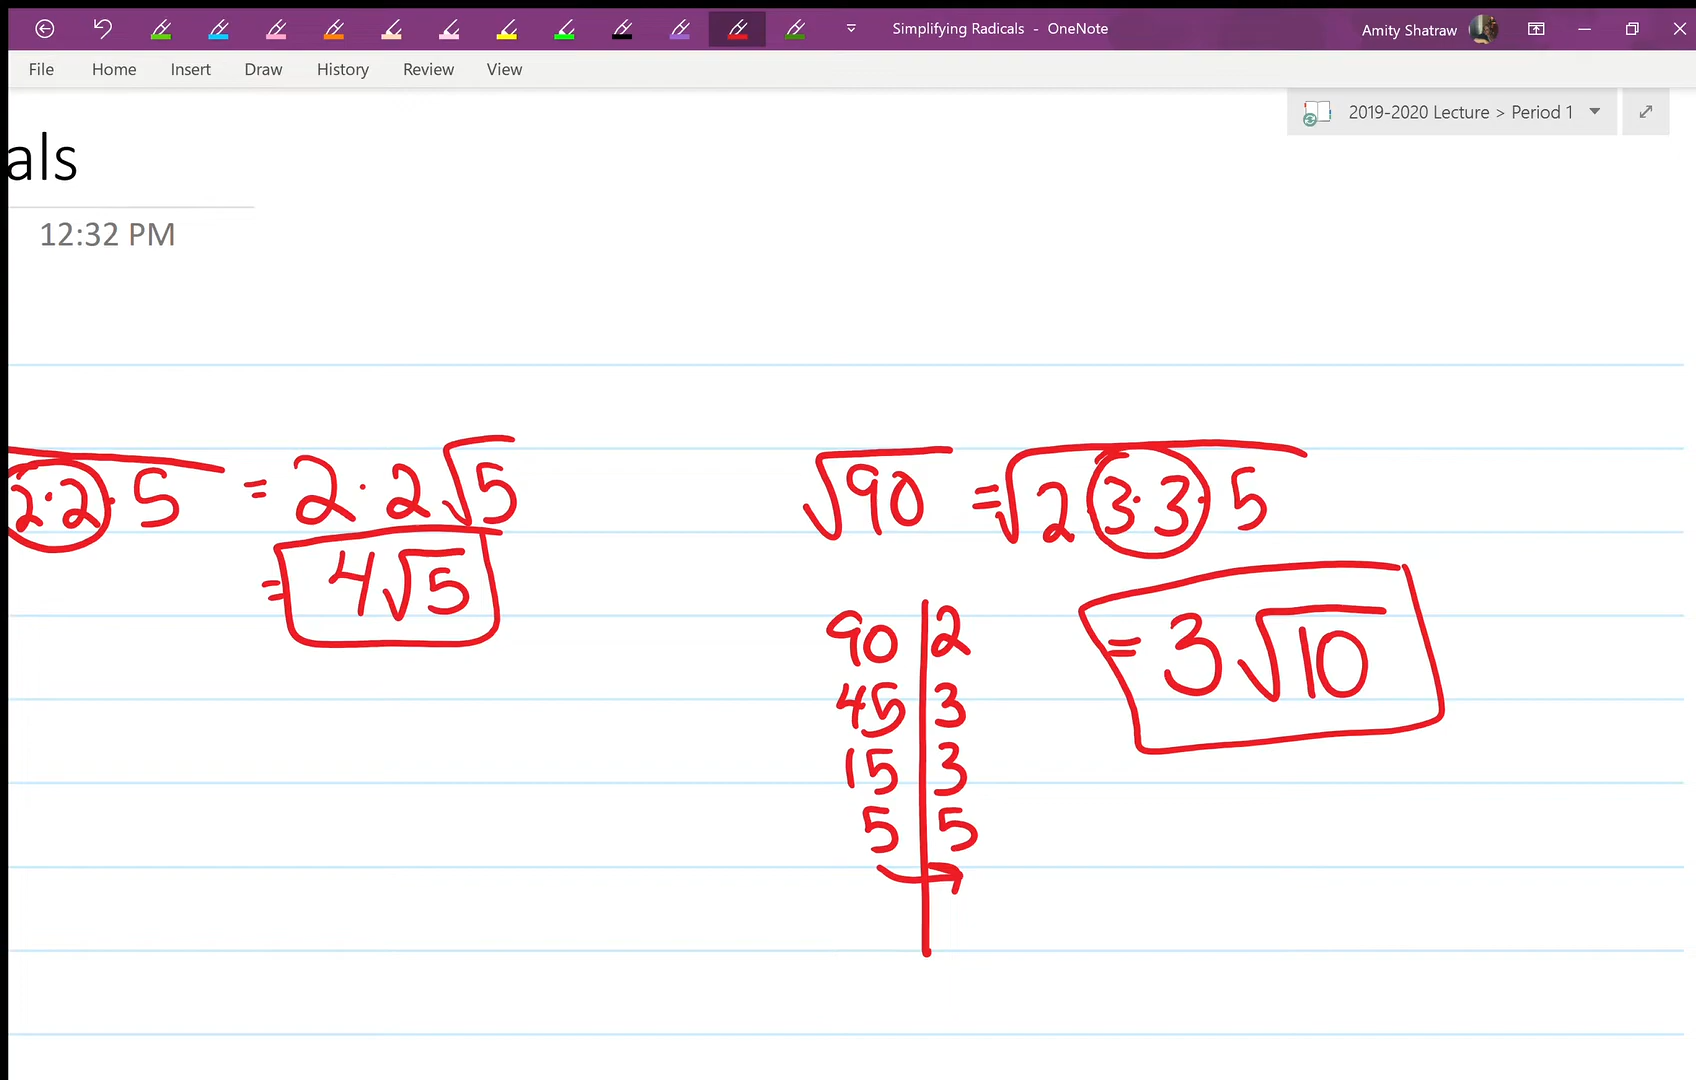 Simplifying Radicals - OneNote
Amity Shatraw
File Home Insert Draw History Review View
2019-2020 Lecture > Period 1
als
12:32 PM
2·2·5 = 2·2√5
= 4√5
√90 = √2 3·3·5
90 | 2
45 | 3
15 | 3
5 | 5
= 3√10